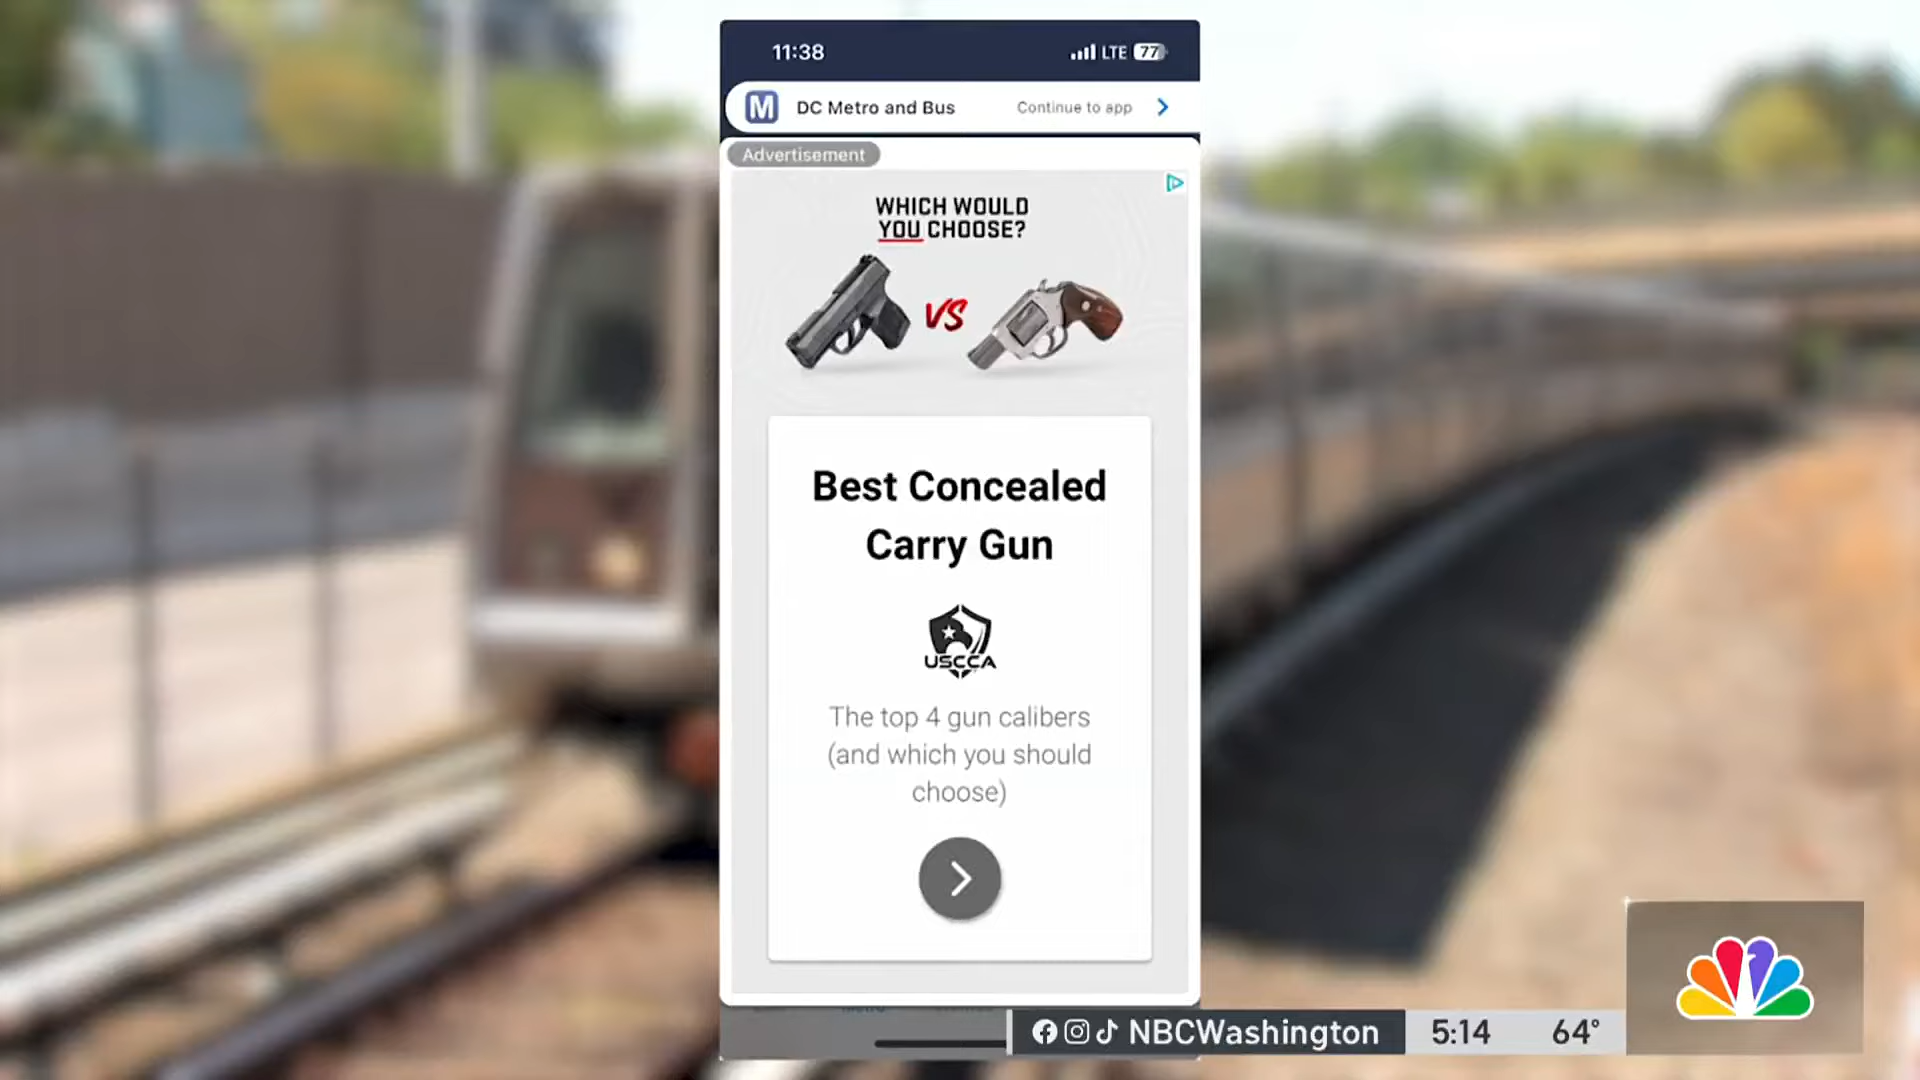 11:38
LTE 77
M DC Metro and Bus Continue to app
Advertisement
WHICH WOULD
YOU CHOOSE?
VS
Best Concealed
Carry Gun
USCCA
The top 4 gun calibers
(and which you should
choose)
NBCWashington 5:14 64°